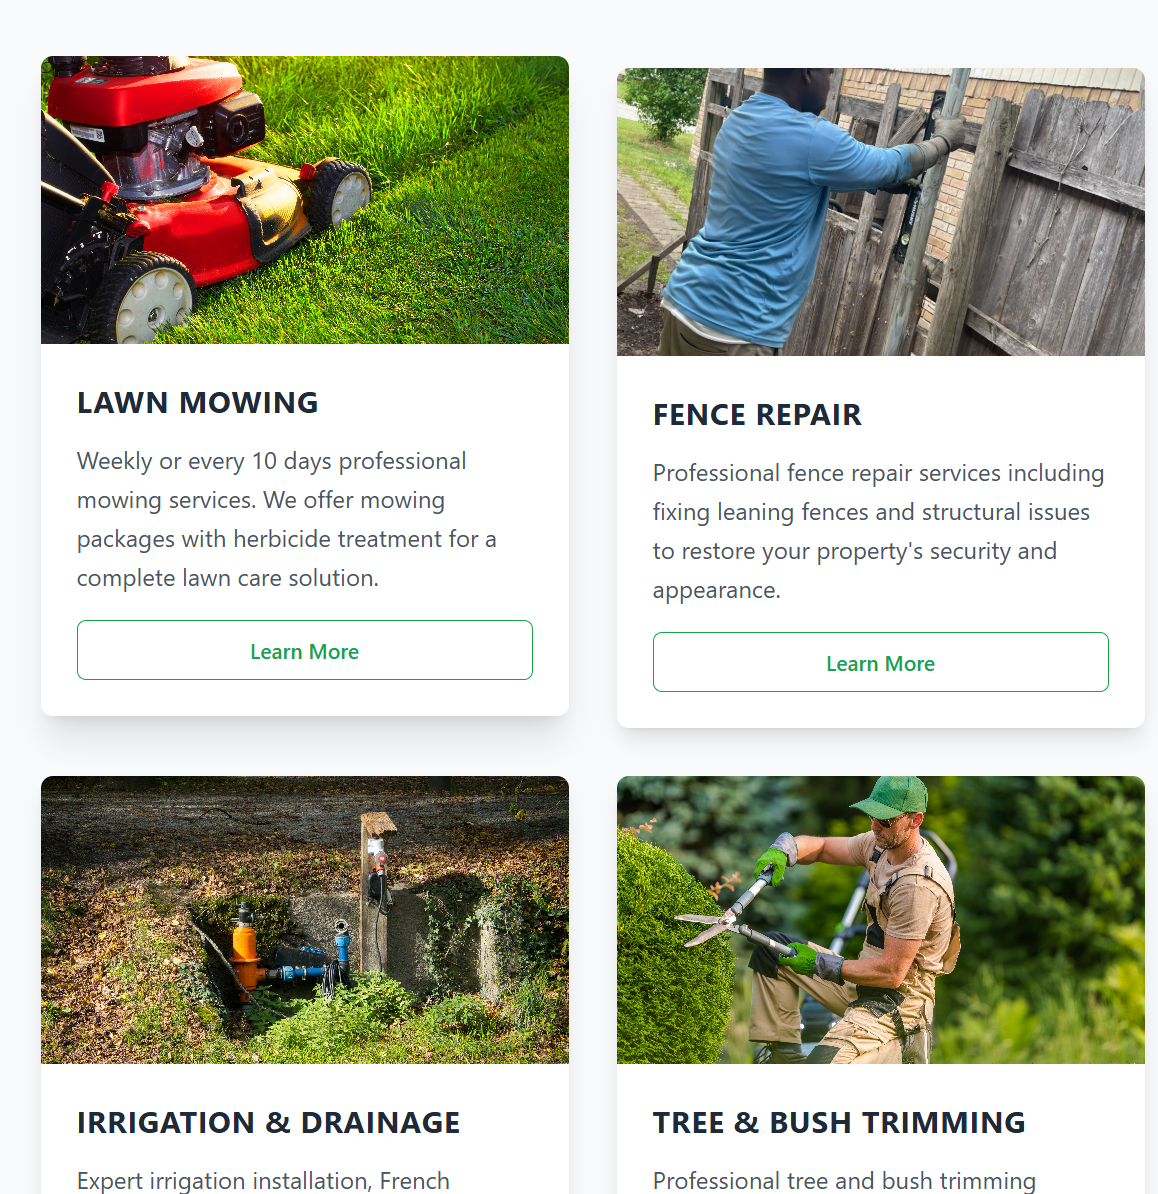 LAWN MOWING
Weekly or every 10 days professional
mowing services. We offer mowing
packages with herbicide treatment for a
complete lawn care solution.
Learn More
FENCE REPAIR
Professional fence repair services including
fixing leaning fences and structural issues
to restore your property's security and
appearance.
Learn More
IRRIGATION & DRAINAGE
Expert irrigation installation, French
TREE & BUSH TRIMMING
Professional tree and bush trimming